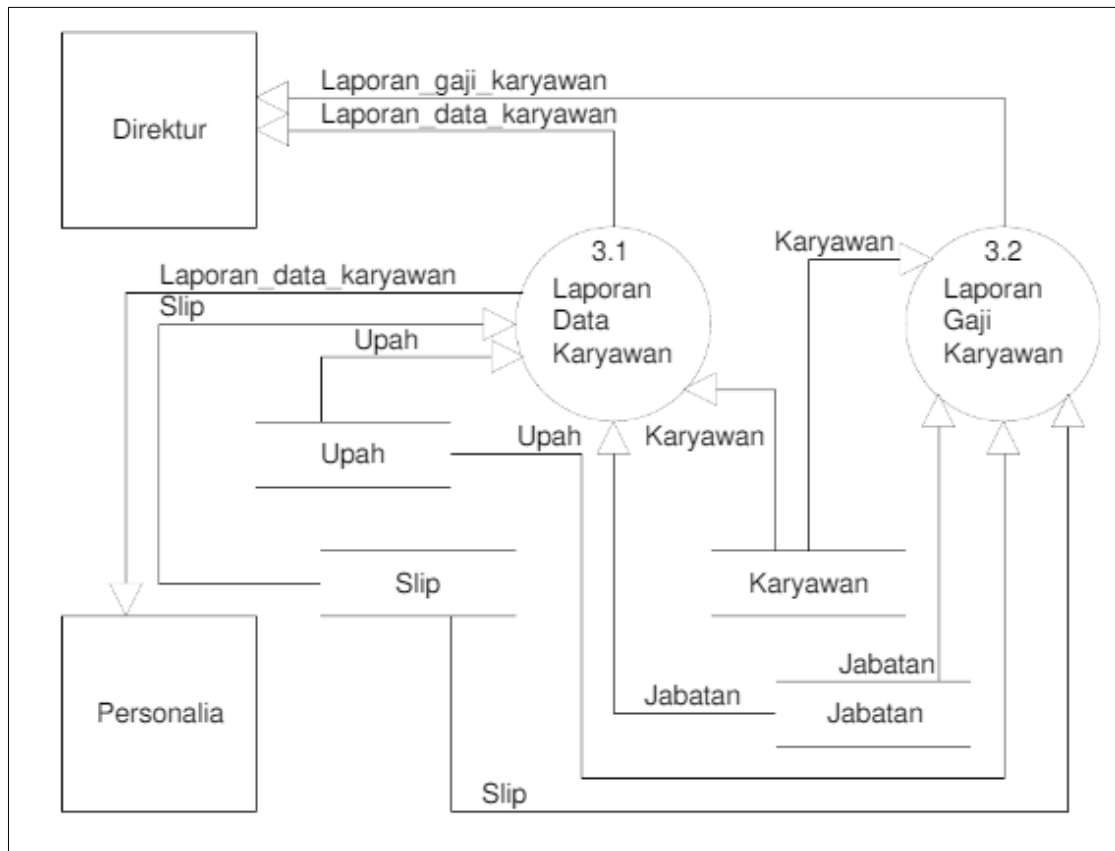 Laporan_gaji_karyawan
Laporan_data_karyawan
Direktur
3.1
Laporan
Data
Karyawan
Karyawan
3.2
Laporan
Gaji
Karyawan
Laporan_data_karyawan
Slip
Upah
Upah
Upah
Karyawan
Slip
Karyawan
Jabatan
Jabatan
Jabatan
Personalia
Slip